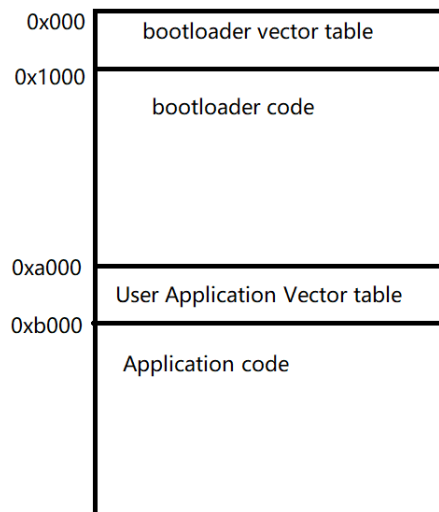 0x000
bootloader vector table
0x1000
bootloader code
0xa000
User Application Vector table
0xb000
Application code